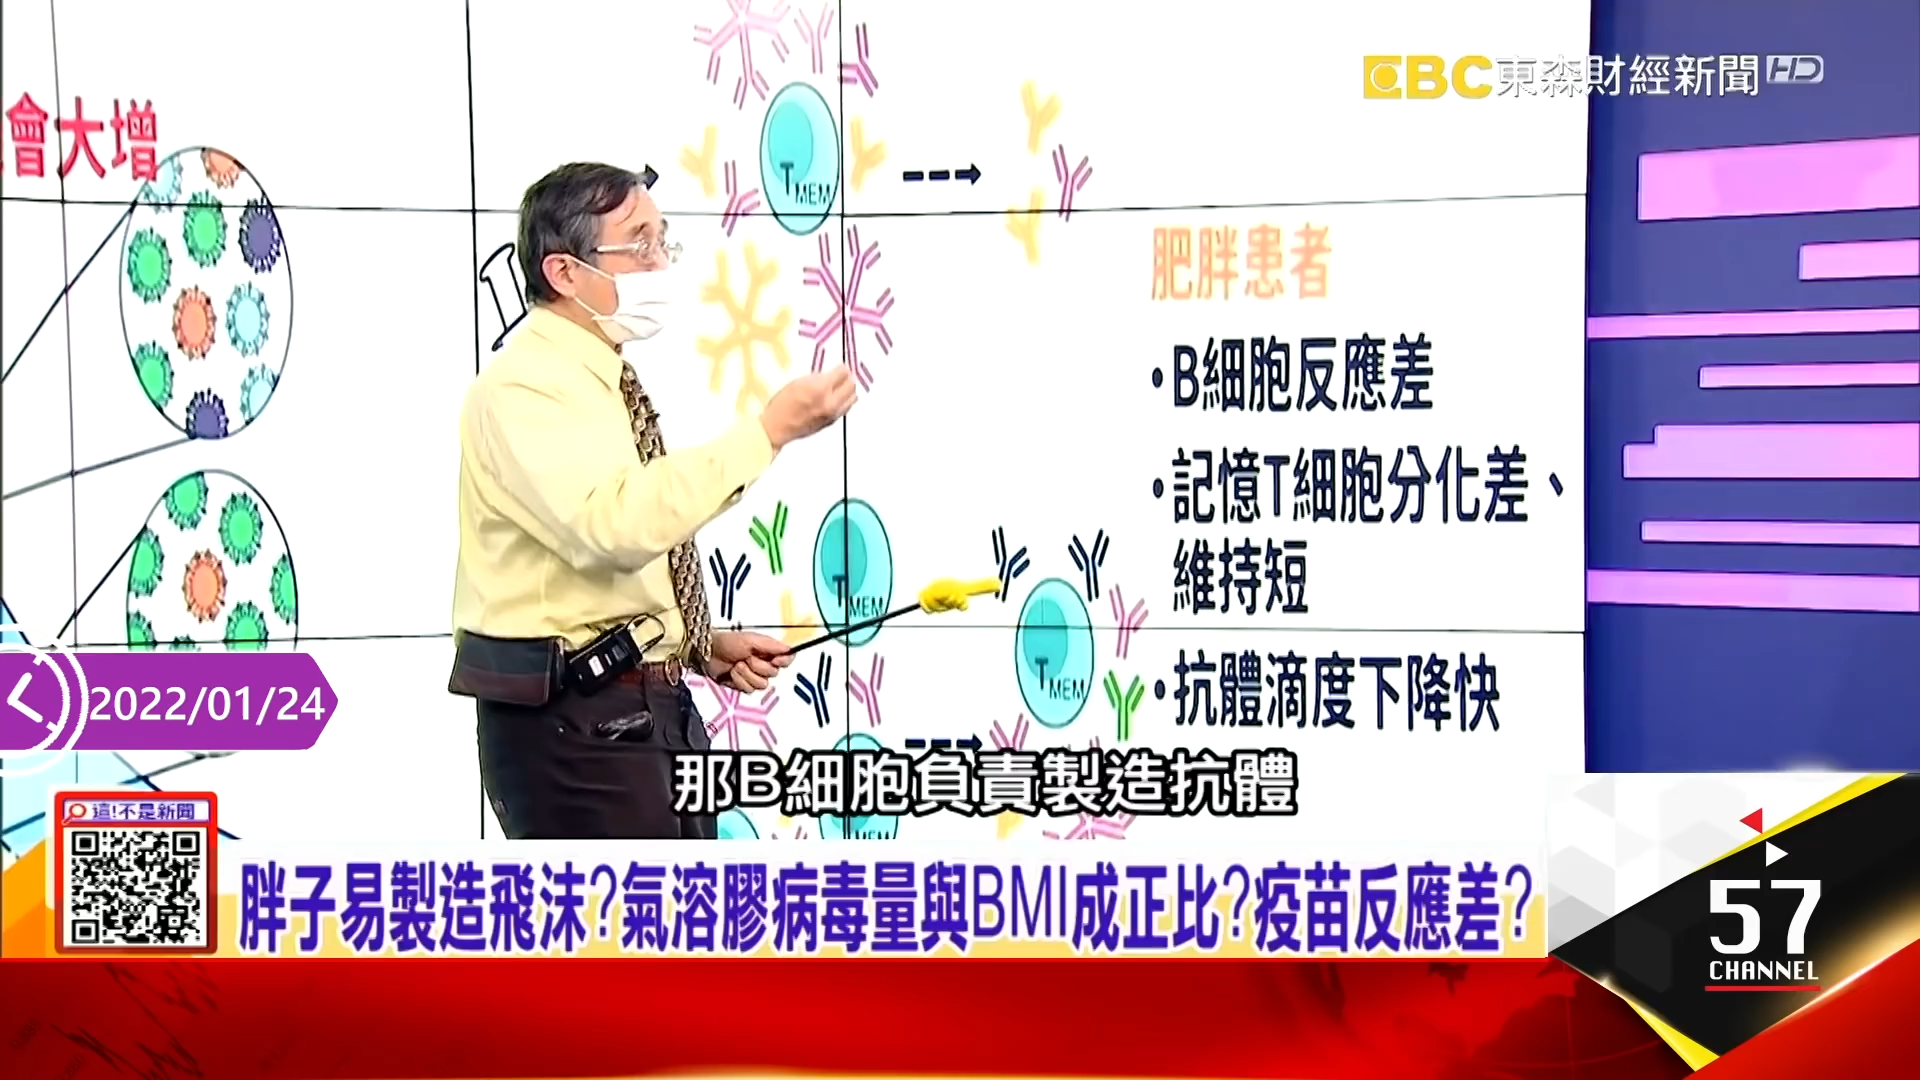 EBC東森財經新聞HD
會大增
TMEM
肥胖患者
•B細胞反應差
•記憶T細胞分化差、
維持短
•抗體滴度下降快
TMEM
TMEM
MEM
2022/01/24
那B細胞負責製造抗體
這!不是新聞
胖子易製造飛沫?氣溶膠病毒量與BMI成正比?疫苗反應差?
57
CHANNEL